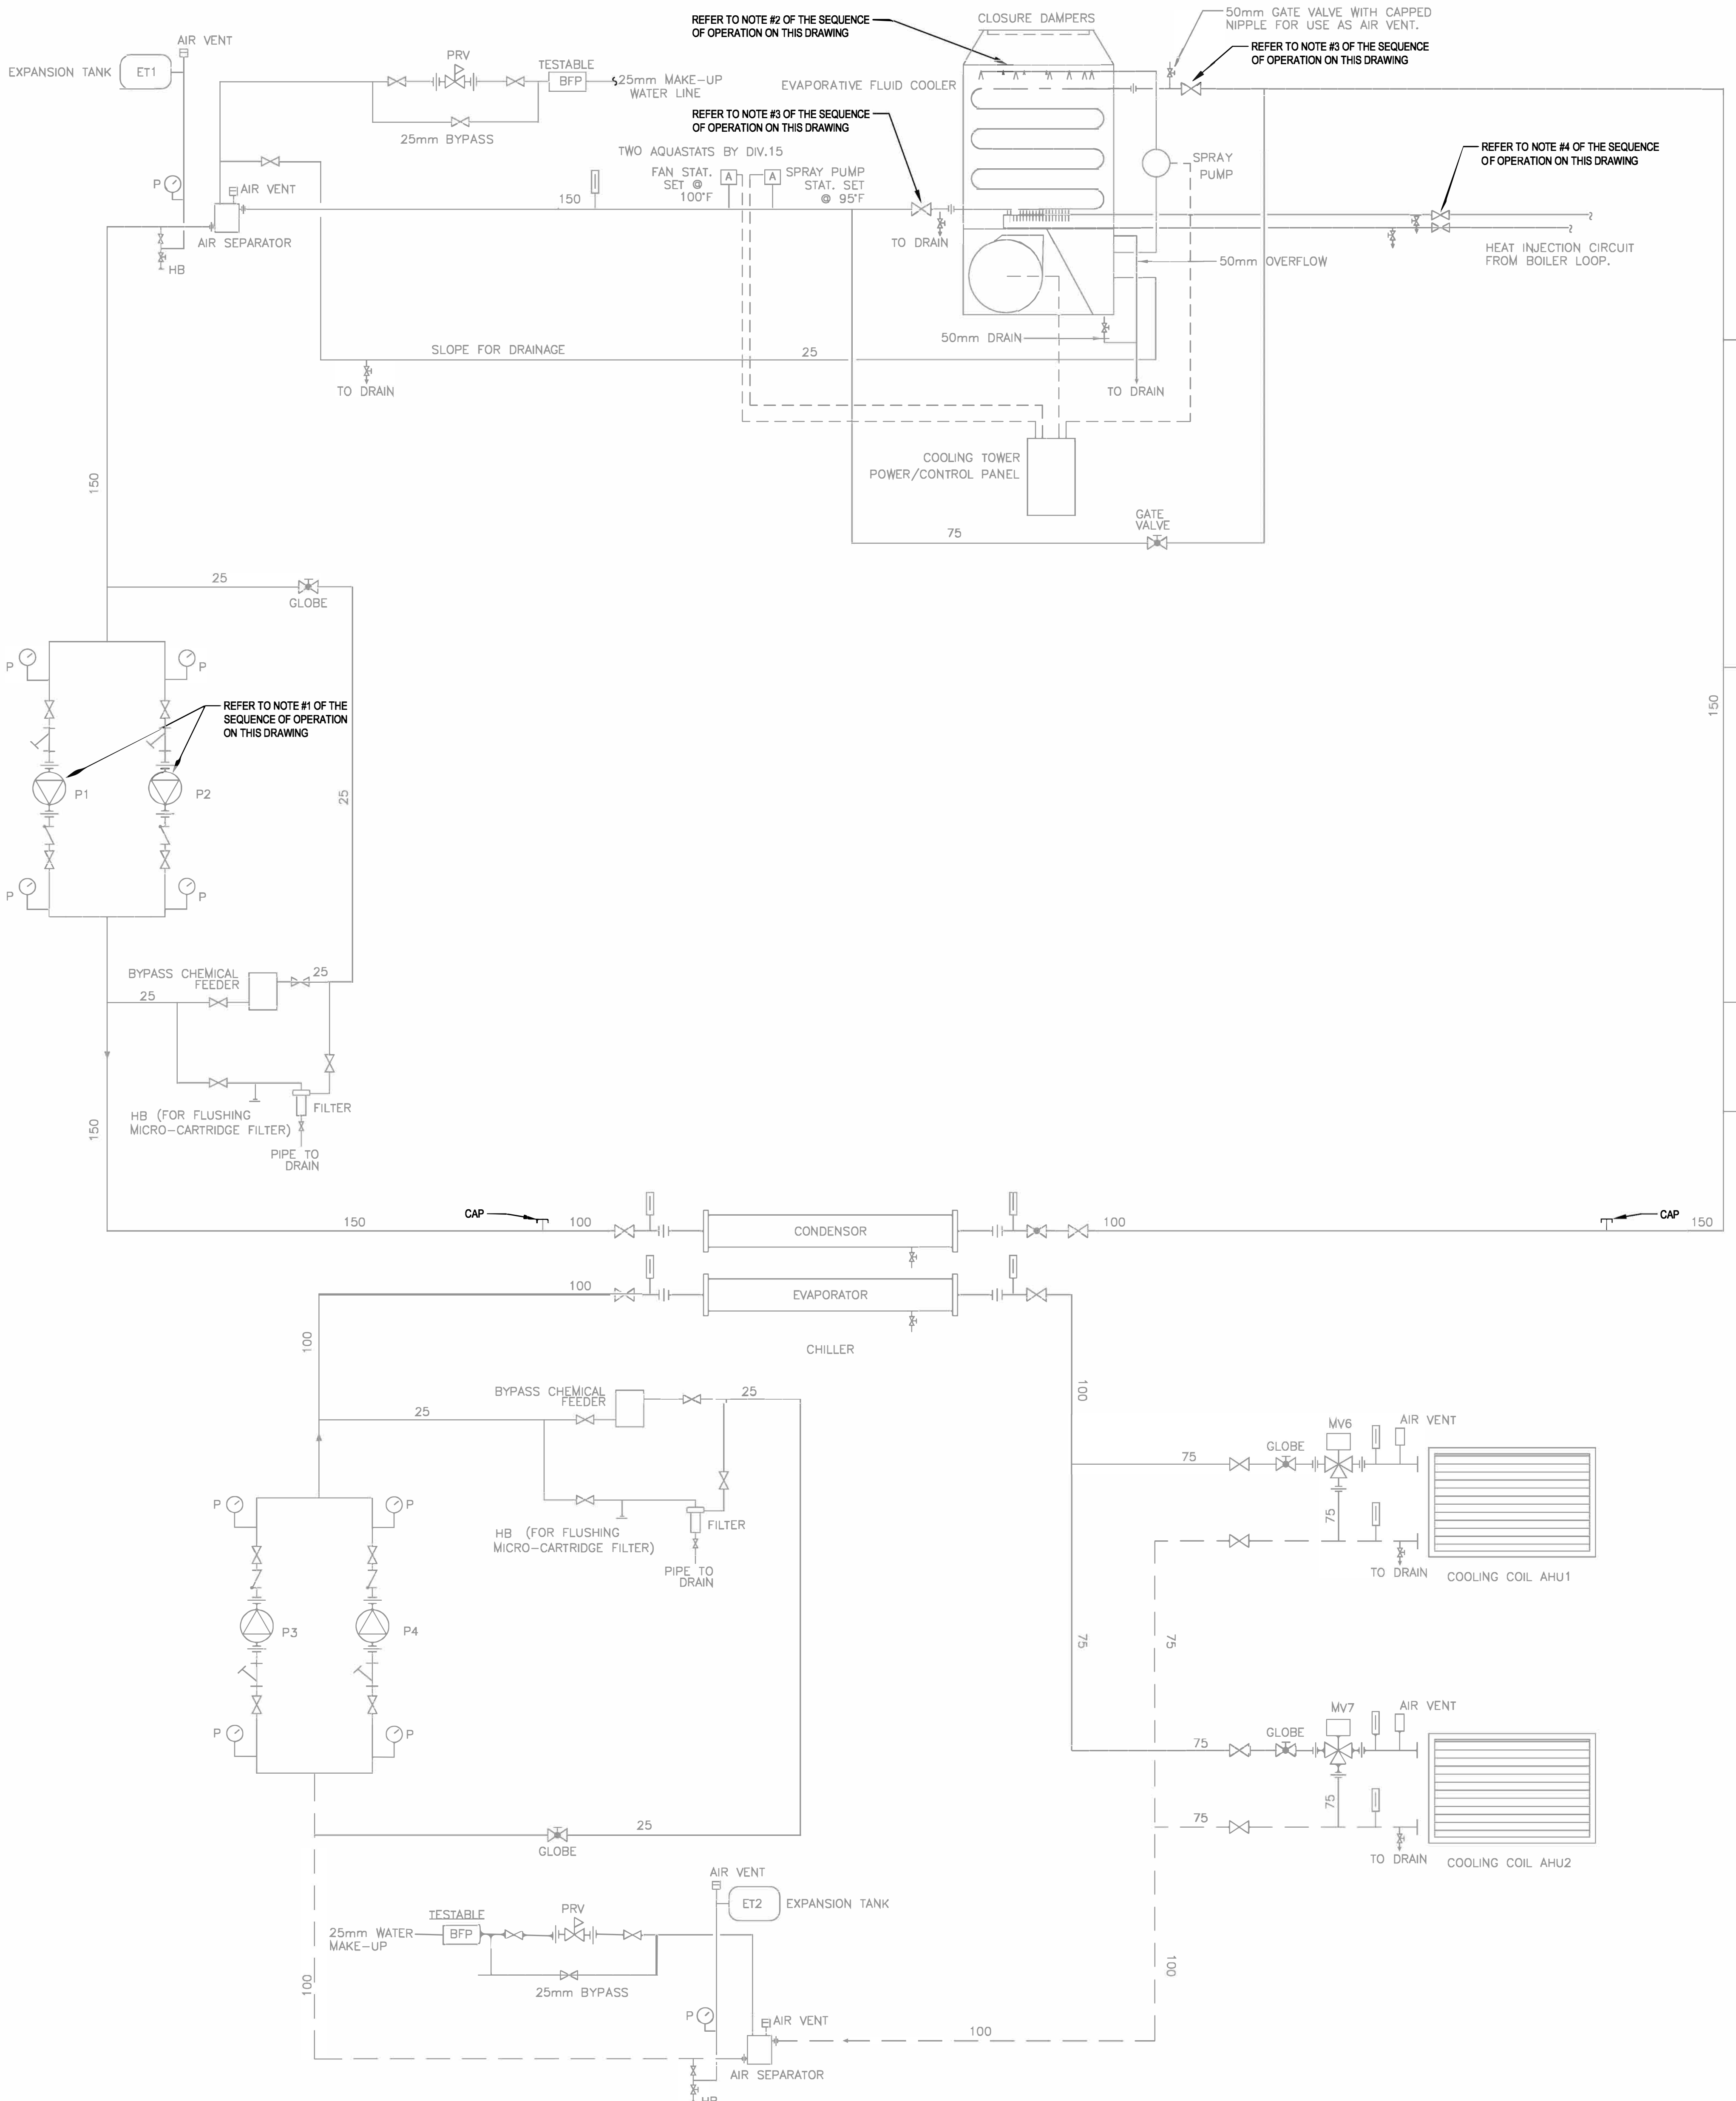 REFER TO NOTE #2 OF THE SEQUENCE
OF OPERATION ON THIS DRAWING
CLOSURE DAMPERS
50mm GATE VALVE WITH CAPPED
NIPPLE FOR USE AS AIR VENT.
REFER TO NOTE #3 OF THE SEQUENCE
OF OPERATION ON THIS DRAWING
AIR VENT
EXPANSION TANK
ET1
PRV
TESTABLE
BFP
25mm MAKE-UP
WATER LINE
25mm BYPASS
EVAPORATIVE FLUID COOLER
REFER TO NOTE #3 OF THE SEQUENCE
OF OPERATION ON THIS DRAWING
TWO AQUASTATS BY DIV.15
FAN STAT.
SET @
100°F
A
A
SPRAY PUMP
STAT. SET
@ 95°F
SPRAY
PUMP
REFER TO NOTE #4 OF THE SEQUENCE
OF OPERATION ON THIS DRAWING
P
AIR VENT
150
AIR SEPARATOR
HB
TO DRAIN
HEAT INJECTION CIRCUIT
FROM BOILER LOOP.
50mm OVERFLOW
50mm DRAIN
SLOPE FOR DRAINAGE
25
TO DRAIN
TO DRAIN
COOLING TOWER
POWER/CONTROL PANEL
150
GATE
VALVE
75
25
GLOBE
P
P
REFER TO NOTE #1 OF THE
SEQUENCE OF OPERATION
ON THIS DRAWING
150
P1
P2
25
P
P
BYPASS CHEMICAL
FEEDER
25
25
HB (FOR FLUSHING
MICRO-CARTRIDGE FILTER)
FILTER
150
PIPE TO
DRAIN
CAP
150
100
CONDENSOR
100
CAP
150
100
EVAPORATOR
100
CHILLER
BYPASS CHEMICAL
FEEDER
25
25
100
MV6
AIR VENT
GLOBE
75
P
P
HB (FOR FLUSHING
MICRO-CARTRIDGE FILTER)
FILTER
PIPE TO
DRAIN
75
TO DRAIN
COOLING COIL AHU1
P3
P4
75
75
P
P
MV7
AIR VENT
GLOBE
75
75
75
TO DRAIN
COOLING COIL AHU2
25
GLOBE
AIR VENT
ET2
EXPANSION TANK
TESTABLE
PRV
25mm WATER
MAKE-UP
BFP
25mm BYPASS
100
100
P
AIR VENT
100
AIR SEPARATOR
HB